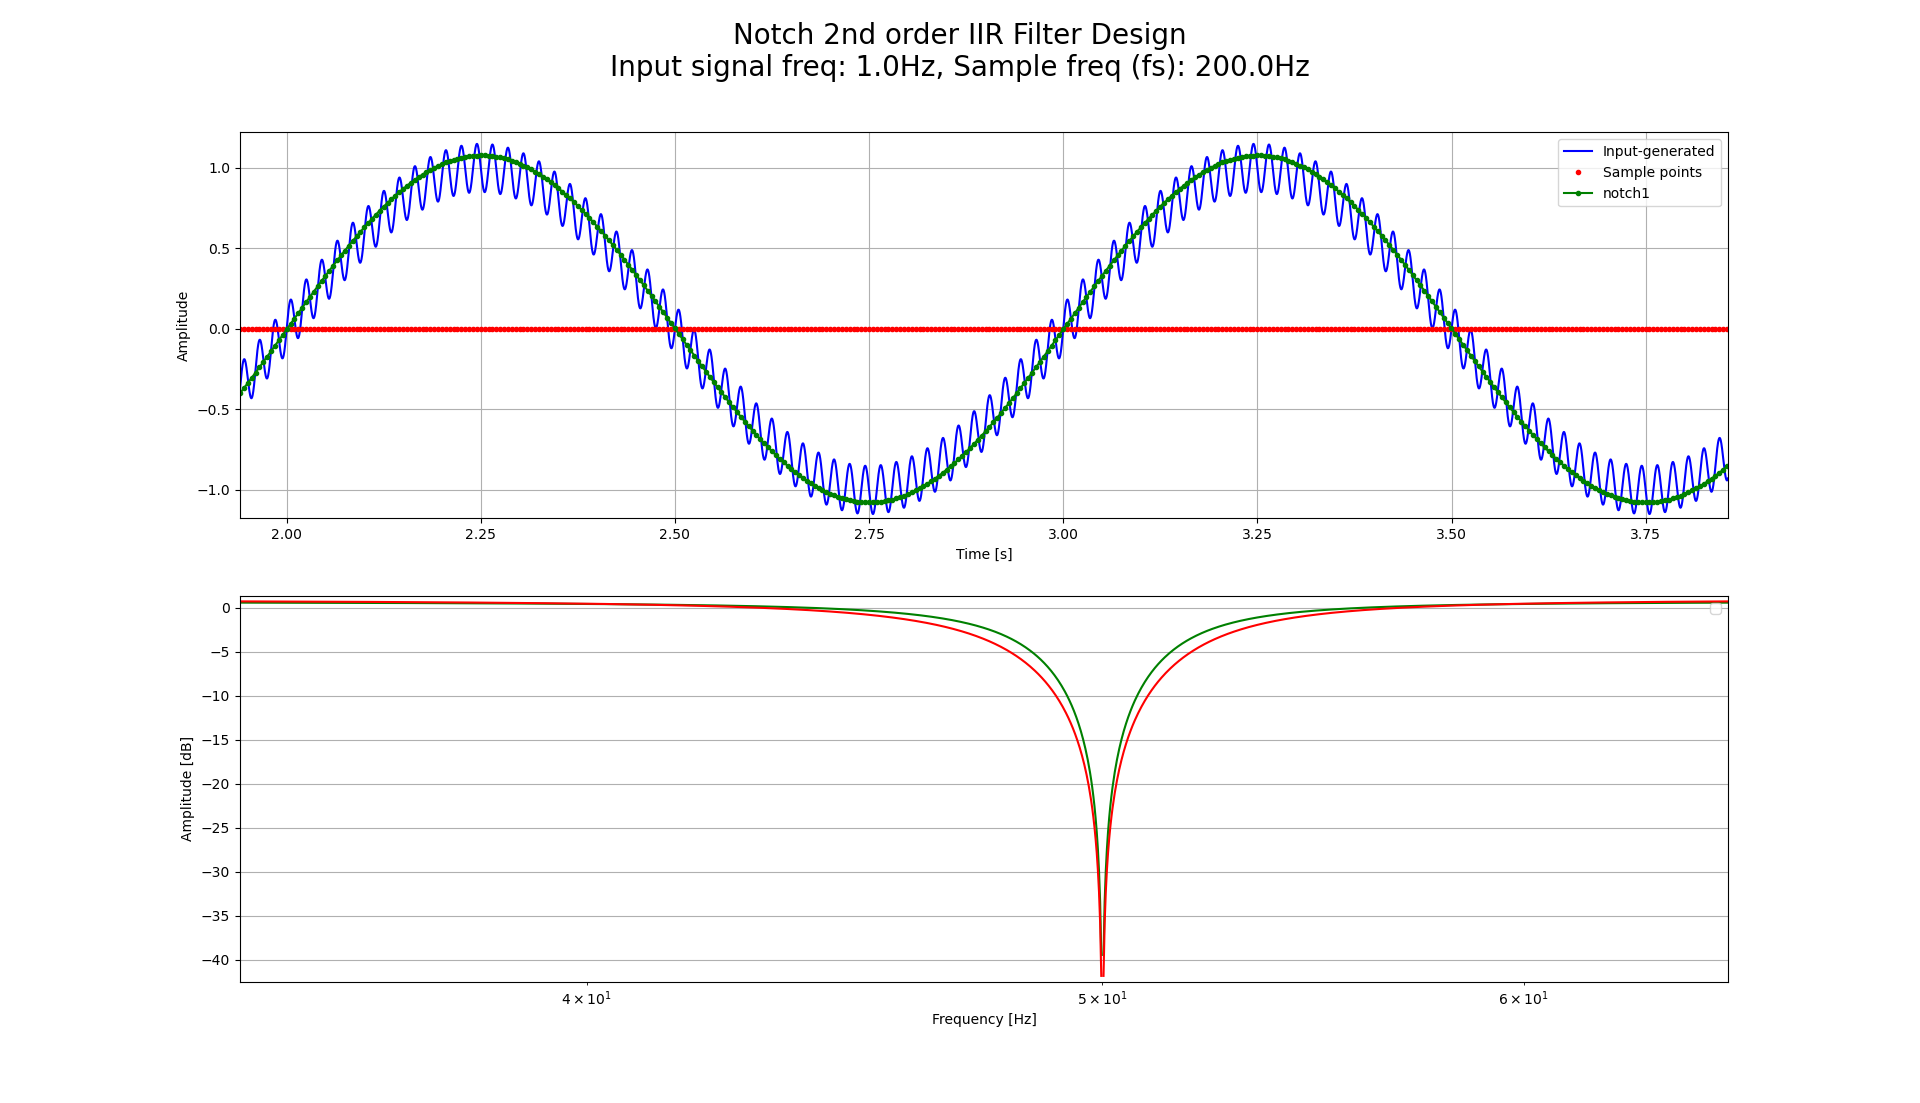 Notch 2nd order IIR Filter Design
Input signal freq: 1.0Hz, Sample freq (fs): 200.0Hz
Input-generated
Sample points
notch1
Amplitude
1.0
0.5
0.0
−0.5
−1.0
2.00 2.25 2.50 2.75 3.00 3.25 3.50 3.75
Time [s]
Amplitude [dB]
0
−5
−10
−15
−20
−25
−30
−35
−40
4 × 10¹ 5 × 10¹ 6 × 10¹
Frequency [Hz]